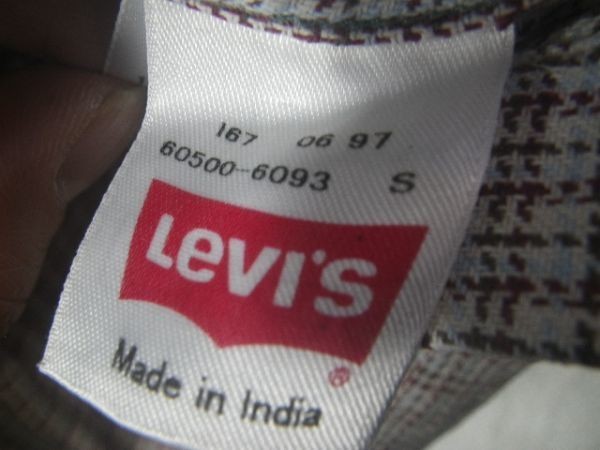 167 06 97
60500-6093 S
Levi's
®
Made in India